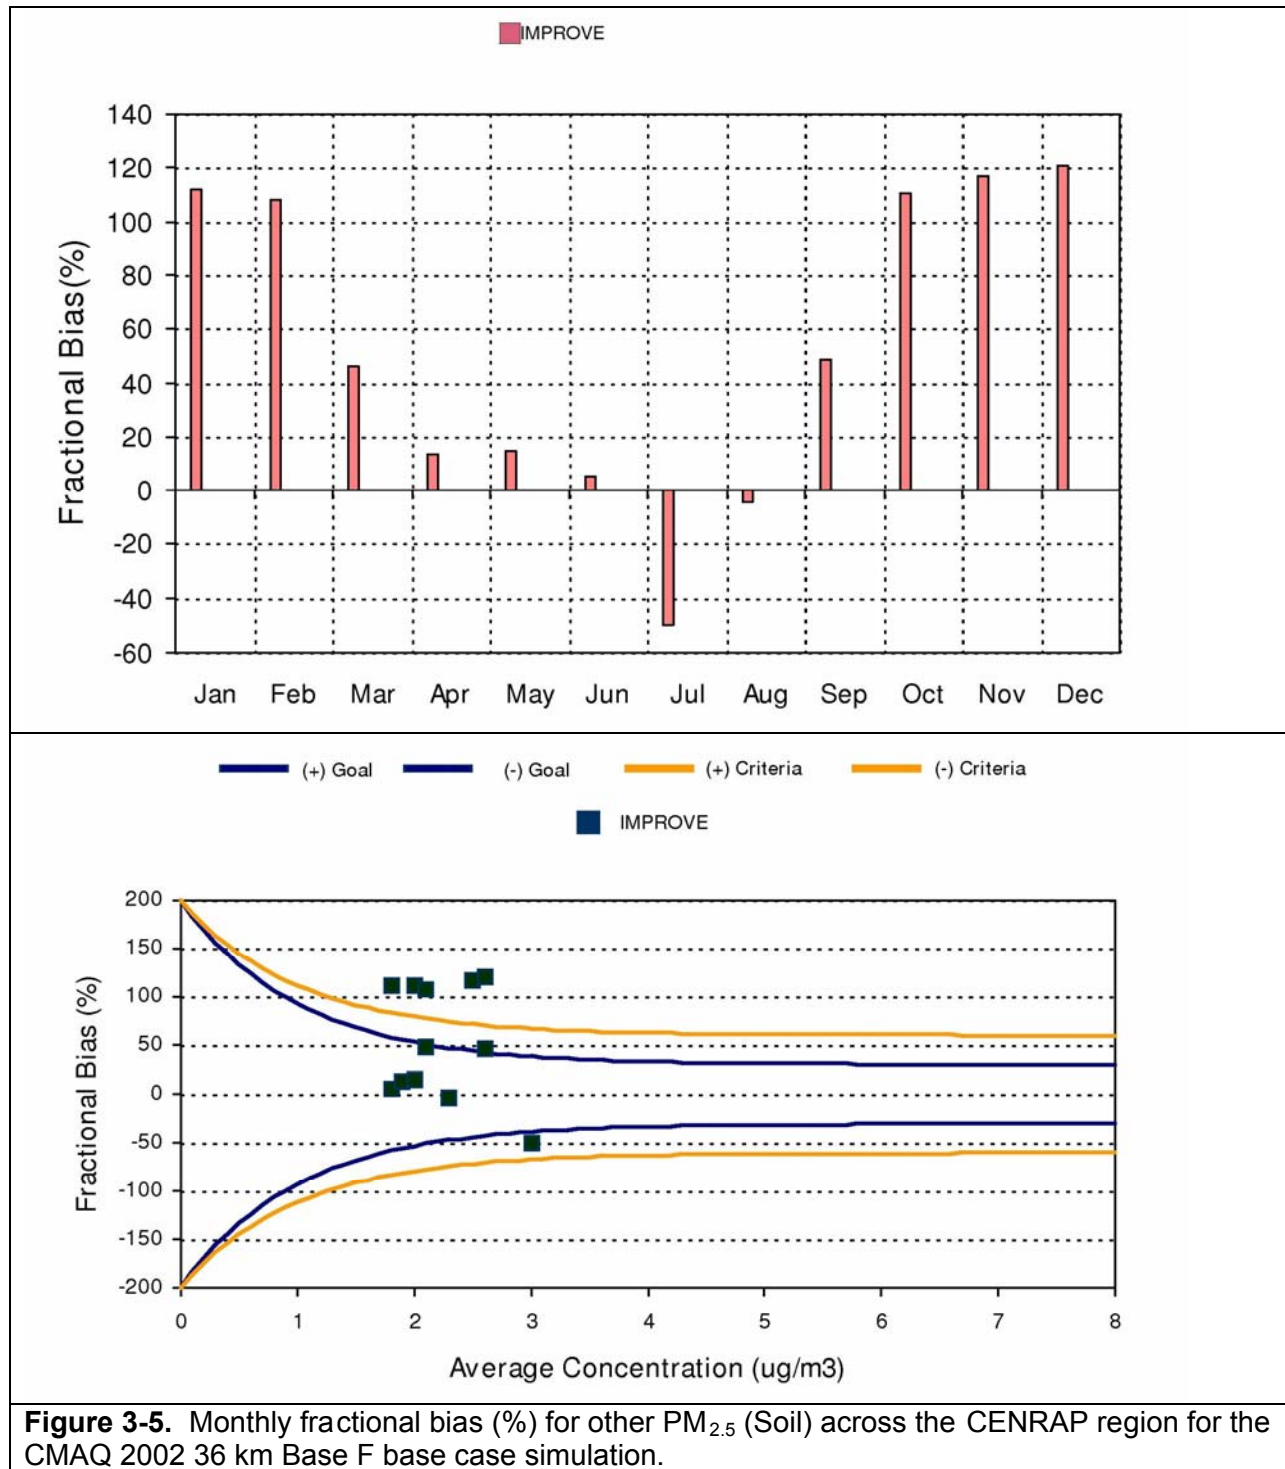 IMPROVE
140
120
100
80
60
40
20
0
-20
-40
-60
Fractional Bias(%)
Jan Feb Mar Apr May Jun Jul Aug Sep Oct Nov Dec
(+) Goal (-) Goal (+) Criteria (-) Criteria
IMPROVE
200
150
100
50
0
-50
-100
-150
-200
Fractional Bias (%)
0 1 2 3 4 5 6 7 8
Average Concentration (ug/m3)
Figure 3-5. Monthly fractional bias (%) for other PM2.5 (Soil) across the CENRAP region for the
CMAQ 2002 36 km Base F base case simulation.